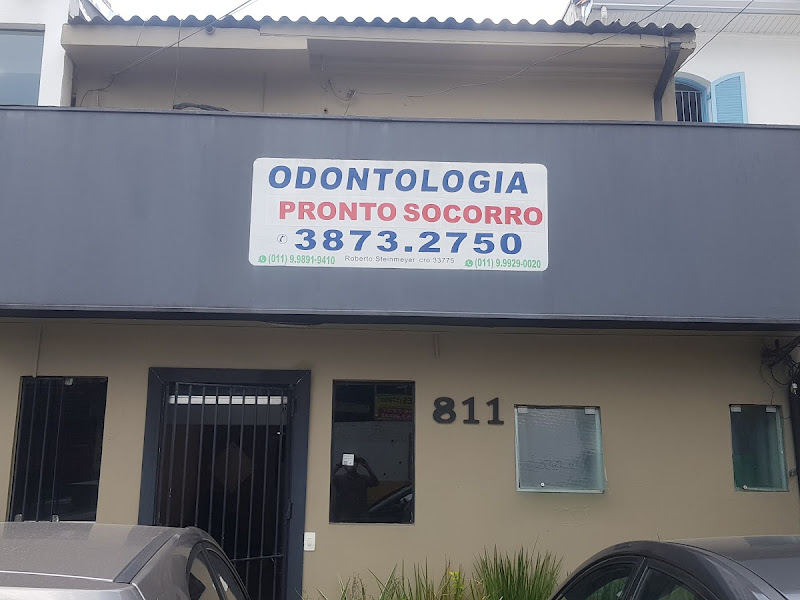 ODONTOLOGIA
PRONTO SOCORRO
3873.2750
(011) 9.9891-9410 Roberto Steinmeyer cro 33775 (011) 9.9929-0020
811